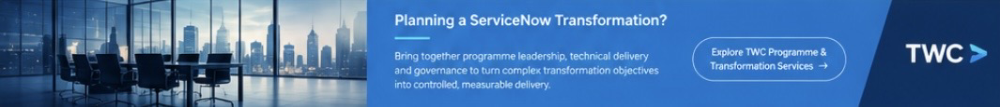 Planning a ServiceNow Transformation?
Bring together programme leadership, technical delivery
and governance to turn complex transformation objectives
into controlled, measurable delivery.
Explore TWC Programme &
Transformation Services →
TWC